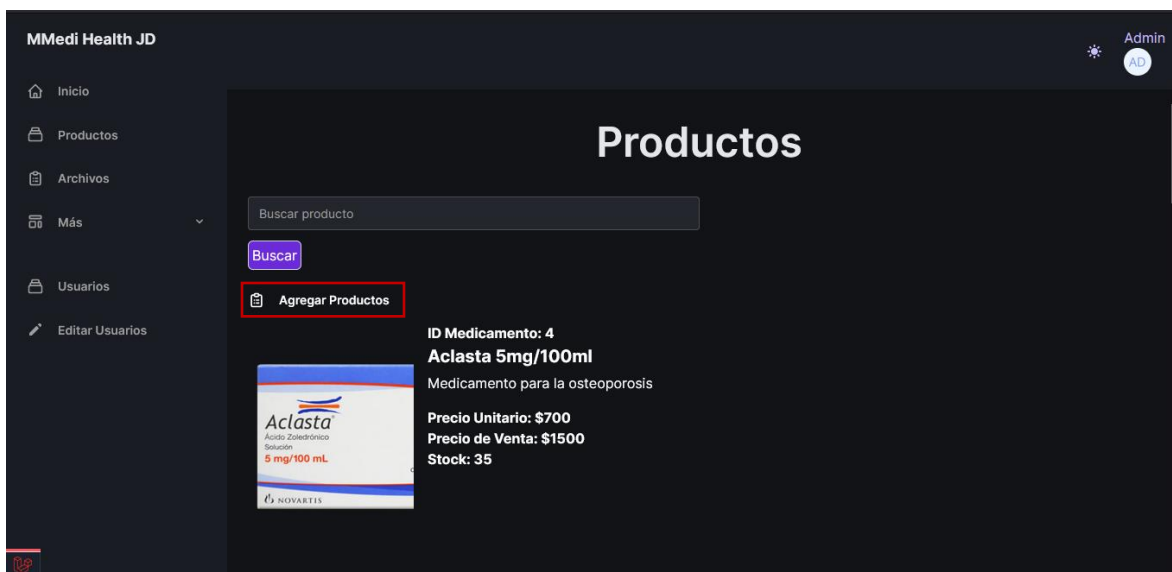 MMedi Health JD
Admin
AD
Inicio
Productos
Archivos
Más
Usuarios
Editar Usuarios
Productos
Buscar producto
Buscar
Agregar Productos
ID Medicamento: 4
Aclasta 5mg/100ml
Medicamento para la osteoporosis
Precio Unitario: $700
Precio de Venta: $1500
Stock: 35
Aclasta
Ácido Zoledrónico
Solución
5 mg/100 mL
NOVARTIS